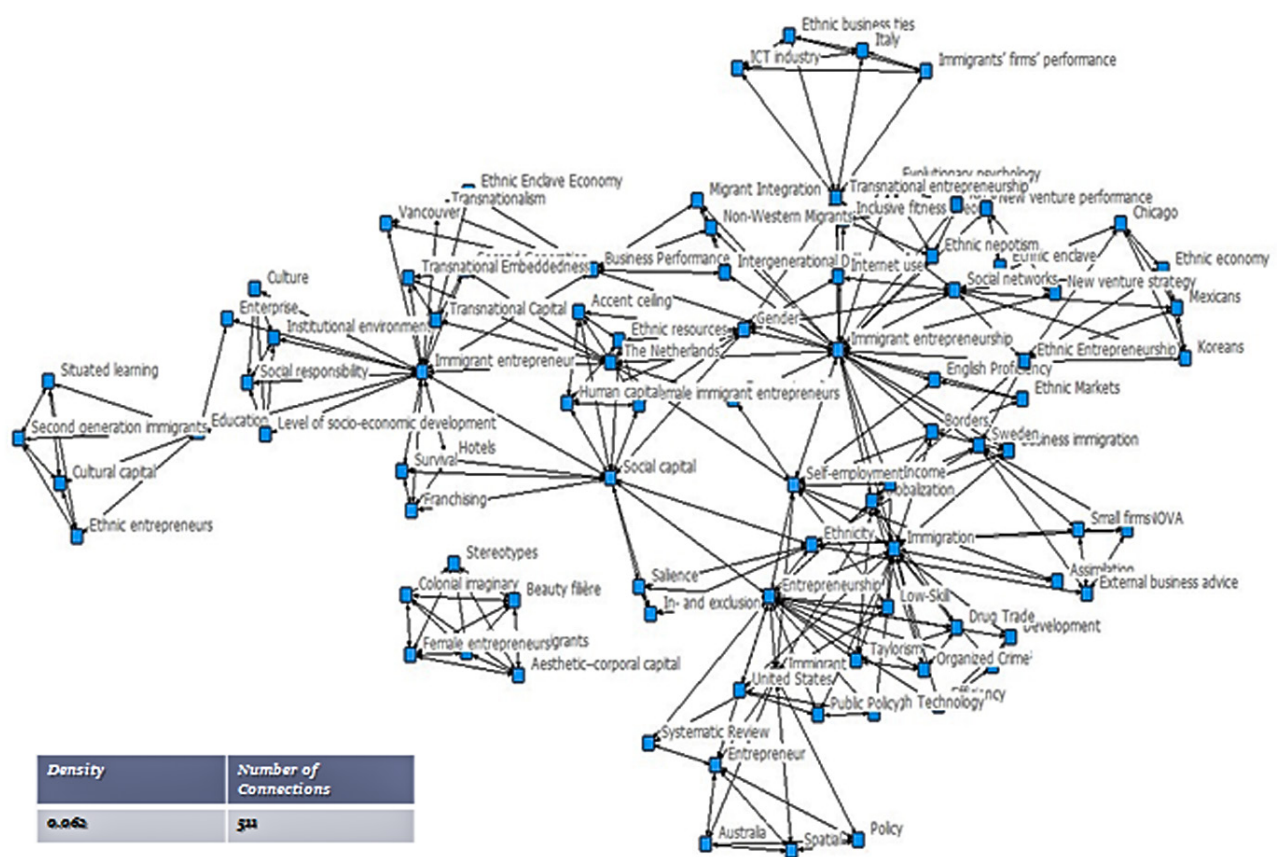 Ethnic business ties
Italy
ICT industry
Immigrants' firms' performance
Ethnic Enclave Economy
Transnationalism
Vancouver
Migrant Integration
Non-Western Migrants
Evolutionary psychology
Transnational entrepreneurship
Inclusive fitness
New venture performance
Chicago
Ethnic nepotism
Ethnic enclave
Ethnic economy
Transnational Embeddedness
Business Performance
Intergenerational
Internet use
Social networks
New venture strategy
Mexicans
Culture
Enterprise
Institutional environment
Transnational Capital
Accent ceiling
Ethnic resources
Gender
The Netherlands
Immigrant entrepreneurship
Ethnic Entrepreneurship
Koreans
Situated learning
Social responsbility
Immigrant entrepreneur
Human capital
immigrant entrepreneurs
English Proficiency
Ethnic Markets
Second generation immigrants
Education
Level of socio-economic development
Borders
Sweden
immigration
Cultural capital
Survival
Hotels
Social capital
Self-employment
Income
Franchising
Ethnic entrepreneurs
Ethnicity
Immigration
Small firms
Stereotypes
Colonial imaginary
Beauty filière
Salience
In- and exclusion
Entrepreneurship
Low-Skill
Assimilation
External business advice
Female entrepreneurs
Aesthetic–corporal capital
Drug Trade
Development
Taylorism
Organized Crime
Immigrant
United States
Public Policy
Technology
Systematic Review
Entrepreneur
Australia
Spatial
Policy
Density
Number of
Connections
0.062
511